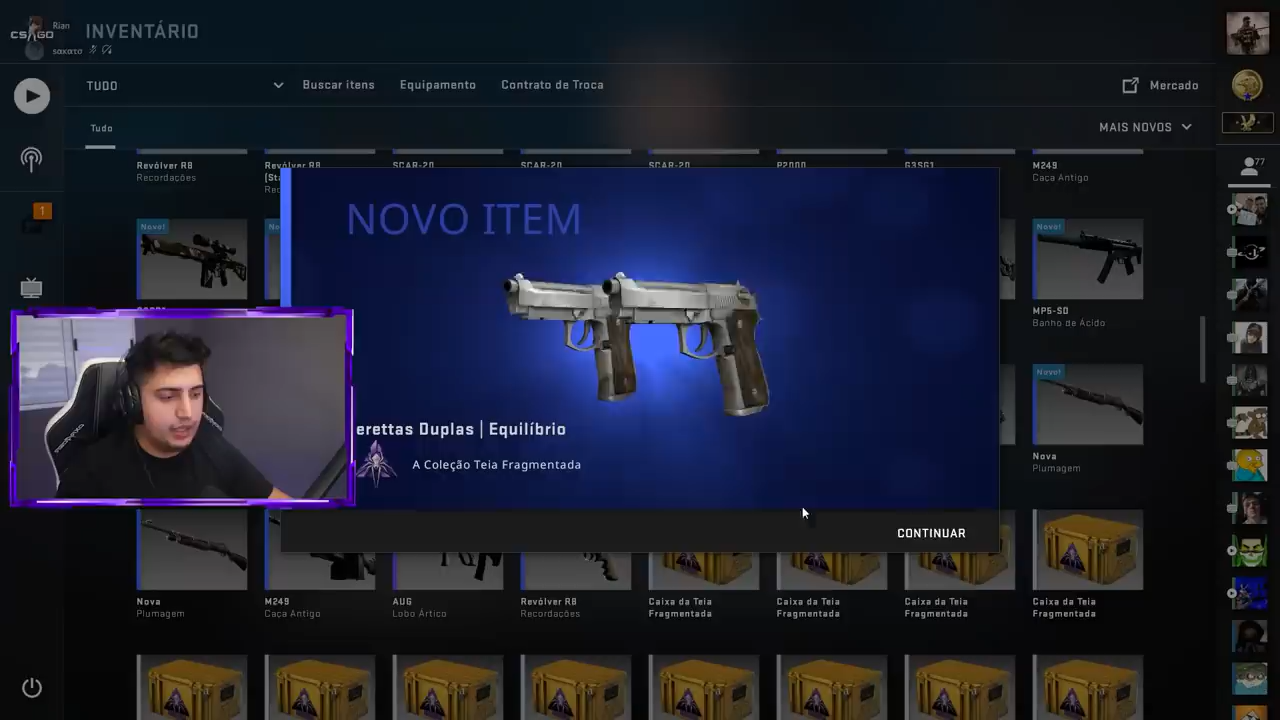 CS GO
Rian
saкaтa
INVENTÁRIO
TUDO
Buscar itens
Equipamento
Contrato de Troca
Mercado
Tudo
MAIS NOVOS
Revólver R8
Recordações
Revólver R8
SCAR-20
SCAR-20
SCAR-20
P2000
G3SG1
M249
Caça Antigo
77
1
Novo!
Novo!
NOVO ITEM
MP5-SD
Banho de Ácido
erettas Duplas | Equilíbrio
A Coleção Teia Fragmentada
Novo!
Nova
Plumagem
CONTINUAR
Nova
Plumagem
M249
Caça Antigo
AUG
Lobo Ártico
Revólver R8
Recordações
Caixa da Teia
Fragmentada
Caixa da Teia
Fragmentada
Caixa da Teia
Fragmentada
Caixa da Teia
Fragmentada